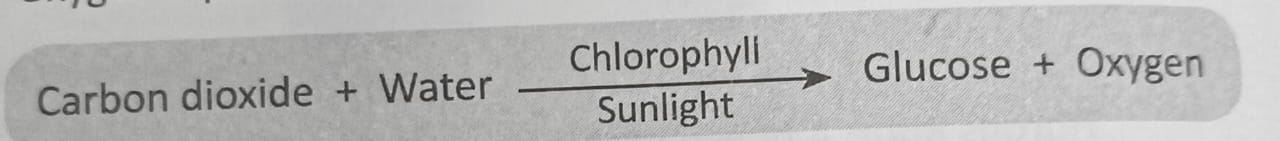 Chlorophyll
Carbon dioxide + Water ⟶ Glucose + Oxygen
Sunlight